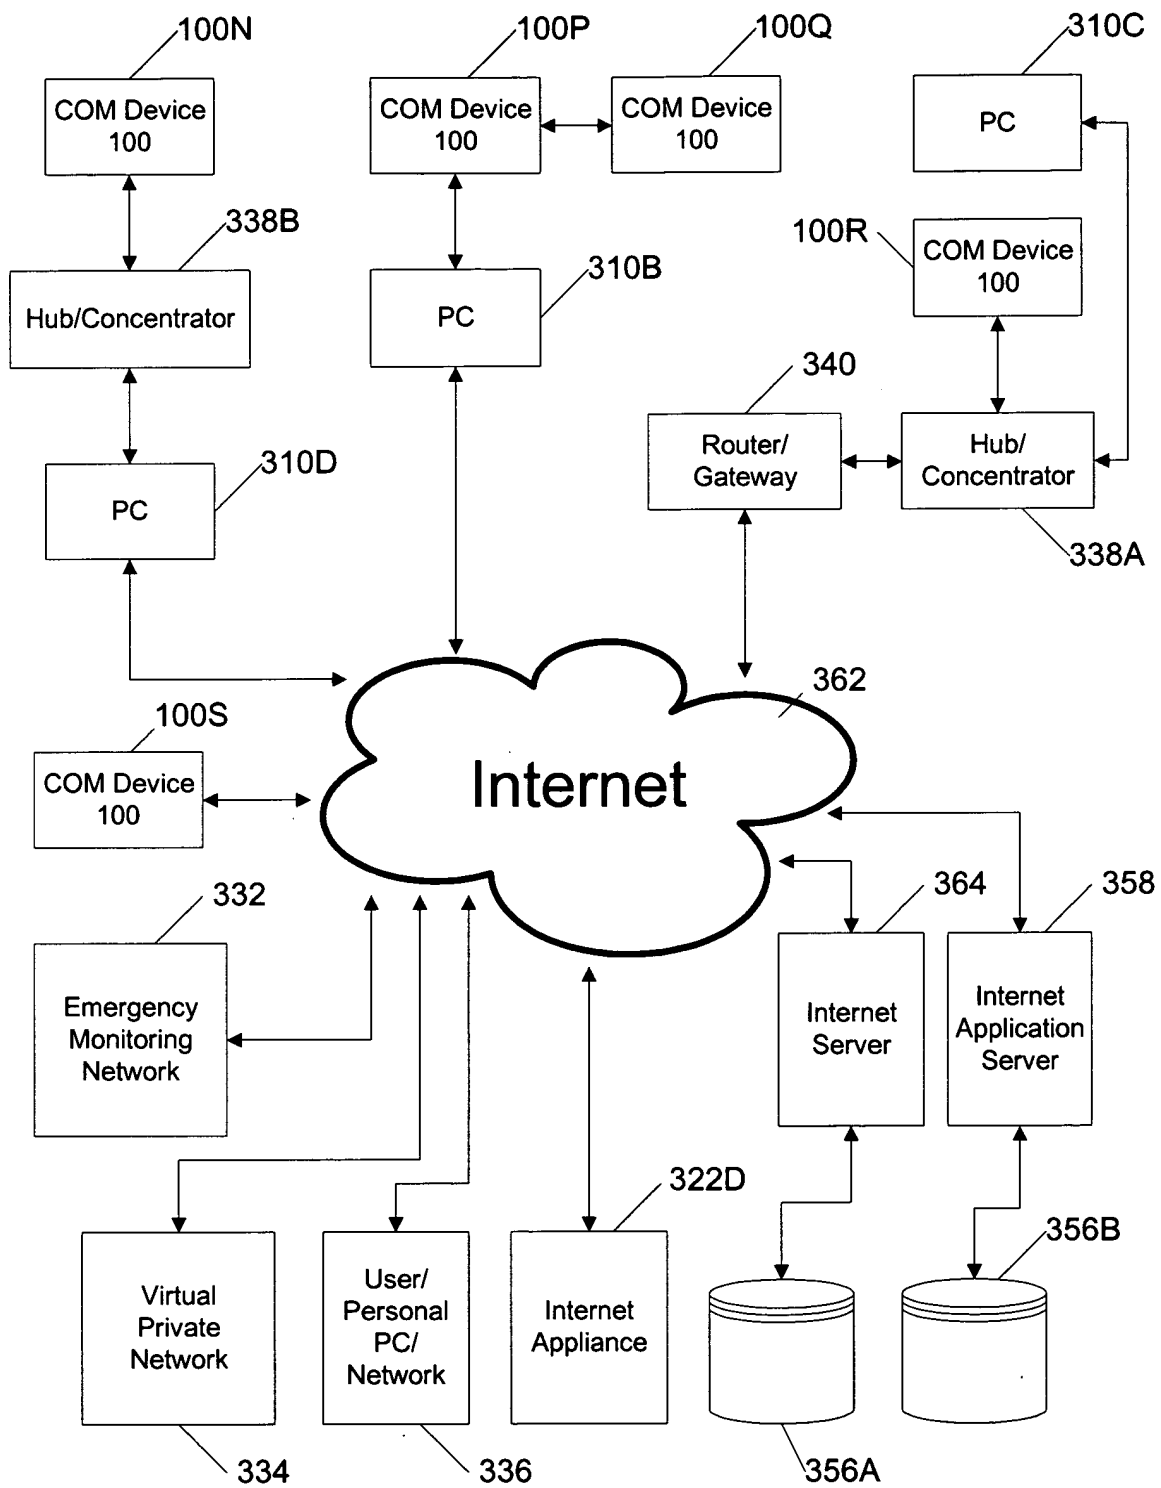 100N
100P
100Q
310C
COM Device
100
COM Device
100
COM Device
100
PC
338B
100R
COM Device
100
310B
Hub/Concentrator
PC
340
Router/
Gateway
Hub/
Concentrator
310D
PC
338A
362
100S
Internet
COM Device
100
332
364
358
Emergency
Monitoring
Network
Internet
Server
Internet
Application
Server
322D
356B
Virtual
Private
Network
User/
Personal
PC/
Network
Internet
Appliance
334
336
356A